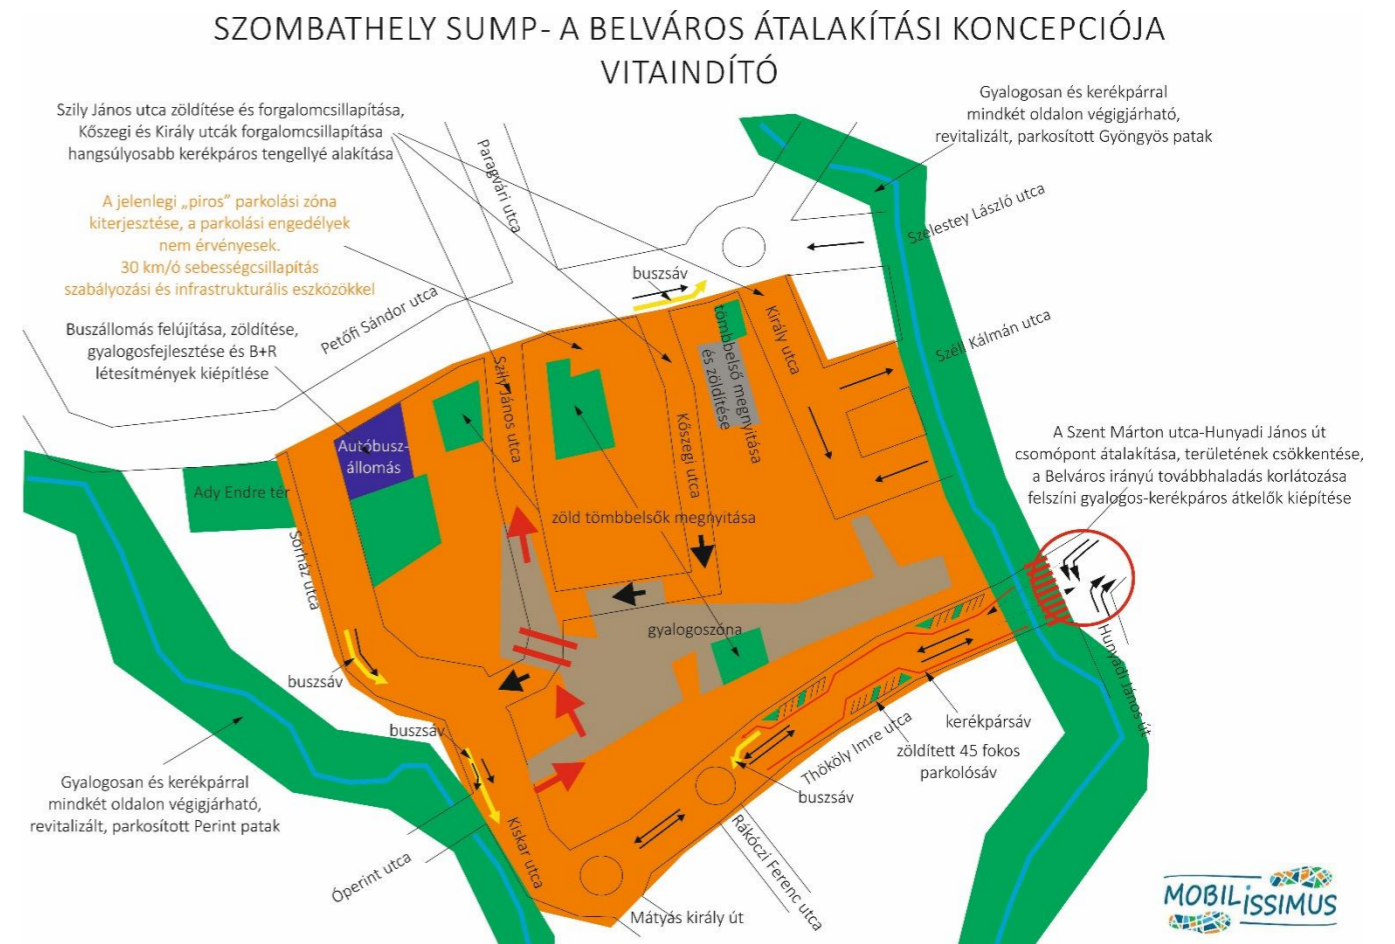 SZOMBATHELY SUMP- A BELVÁROS ÁTALAKÍTÁSI KONCEPCIÓJA
VITAINDÍTÓ
Szily János utca zöldítése és forgalomcsillapítása,
Kőszegi és Király utcák forgalomcsillapítása
hangsúlyosabb kerékpáros tengellyé alakítása
A jelenlegi „piros” parkolási zóna
kiterjesztése, a parkolási engedélyek
nem érvényesek.
30 km/ó sebességcsillapítás
szabályozási és infrastrukturális eszközökkel
Buszállomás felújítása, zöldítése,
gyalogosfejlesztése és B+R
létesítmények kiépítlése
Gyalogosan és kerékpárral
mindkét oldalon végigjárható,
revitalizált, parkosított Gyöngyös patak
Paragvári utca
Szelestey László utca
buszsáv
Petőfi Sándor utca
Széll Kálmán utca
Király utca
tömbbelső megnyitása
és zöldítése
Szily János utca
Kőszegi utca
Autóbusz-
állomás
Ady Endre tér
zöld tömbbelsők megnyitása
A Szent Márton utca-Hunyadi János út
csomópont átalakítása, területének csökkentése,
a Belváros irányú továbbhaladás korlátozása
felszíni gyalogos-kerékpáros átkelők kiépítése
Sörház utca
gyalogoszóna
Hunyadi János út
buszsáv
buszsáv
kerékpársáv
zöldített 45 fokos
parkolósáv
Thököly Imre utca
buszsáv
Gyalogosan és kerékpárral
mindkét oldalon végigjárható,
revitalizált, parkosított Perint patak
Kiskar utca
Óperint utca
Rákóczi Ferenc utca
Mátyás király út
MOBILISSIMUS